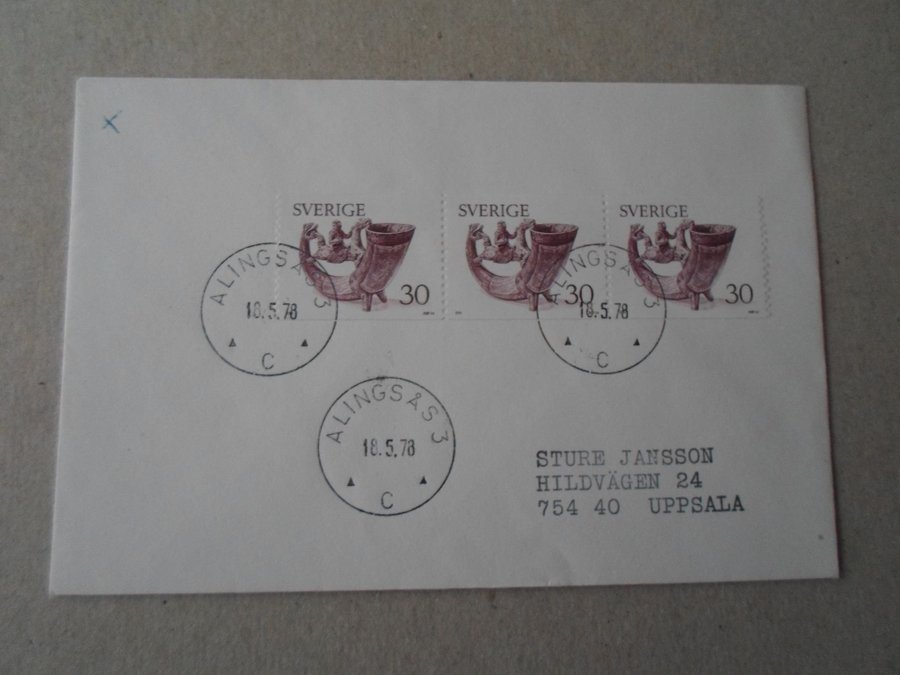 SVERIGE
30
SVERIGE
30
SVERIGE
30
ALINGSÅS 3
18.5.78
C
ALINGSÅS 3
18.5.78
C
ALINGSÅS 3
18.5.78
C
STURE JANSSON
HILDVÄGEN 24
754 40 UPPSALA